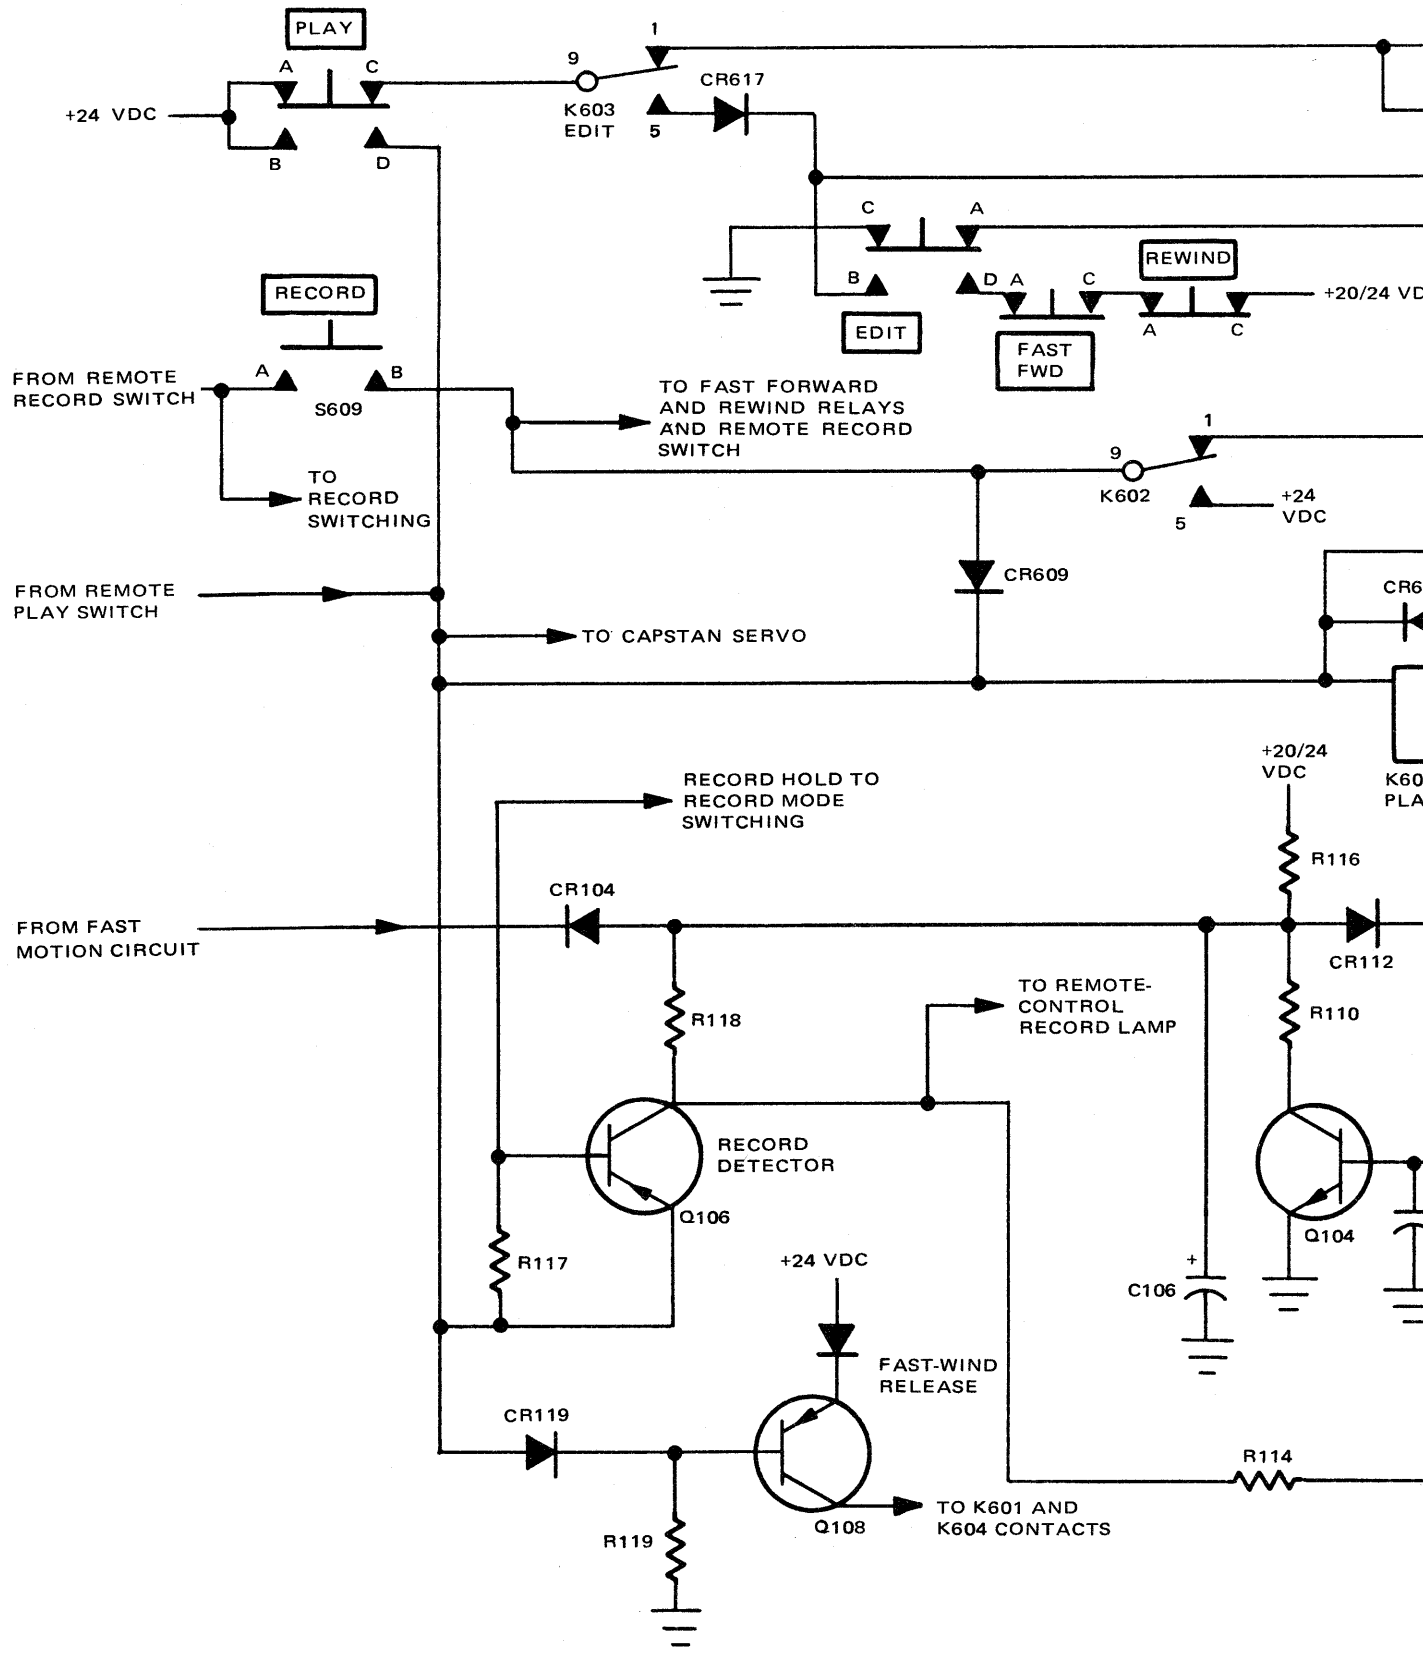 PLAY
1
9
A C
CR617
+24 VDC
K603
EDIT
5
B D
C A
REWIND
RECORD
B D A C
+20/24 VD
A C
EDIT
FAST
FWD
FROM REMOTE
RECORD SWITCH
A B
S609
TO FAST FORWARD
AND REWIND RELAYS
AND REMOTE RECORD
SWITCH
1
9
K602
TO
RECORD
SWITCHING
+24
VDC
5
FROM REMOTE
PLAY SWITCH
CR609
CR6
TO CAPSTAN SERVO
+20/24
VDC
RECORD HOLD TO
RECORD MODE
SWITCHING
K60
PLA
R116
CR104
FROM FAST
MOTION CIRCUIT
CR112
TO REMOTE-
CONTROL
RECORD LAMP
R118
R110
RECORD
DETECTOR
Q106
Q104
R117
+24 VDC
+
C106
FAST-WIND
RELEASE
CR119
R114
TO K601 AND
K604 CONTACTS
Q108
R119